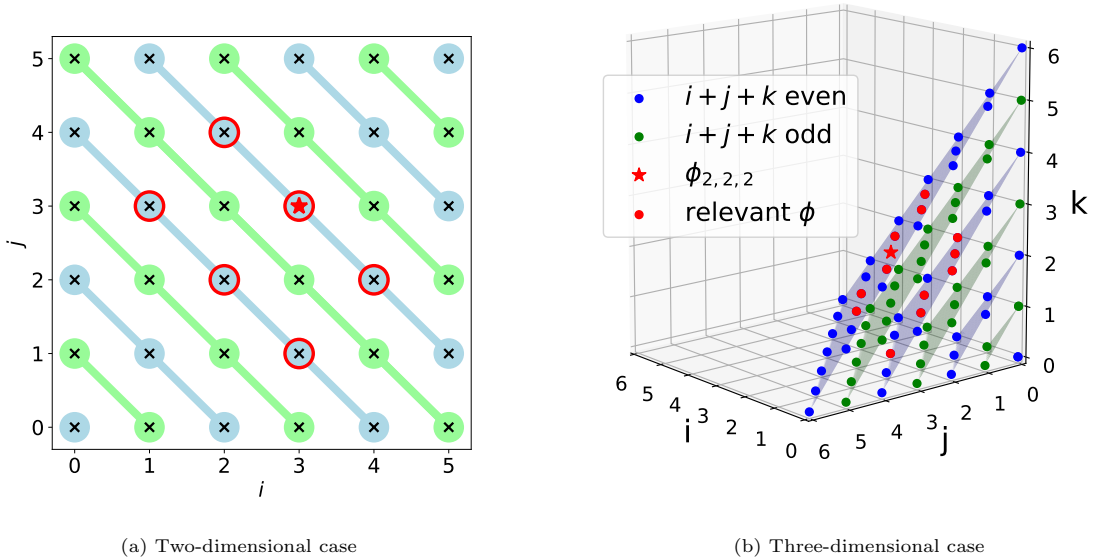 5
4
3
2
1
0
j
0 1 2 3 4 5
i
i + j + k even
i + j + k odd
ϕ2, 2, 2
relevant ϕ
6
5
4
3
2
1
0
k
6 5 4 3 2 1 0
i
6 5 4 3 2 1 0
j
(a) Two-dimensional case
(b) Three-dimensional case